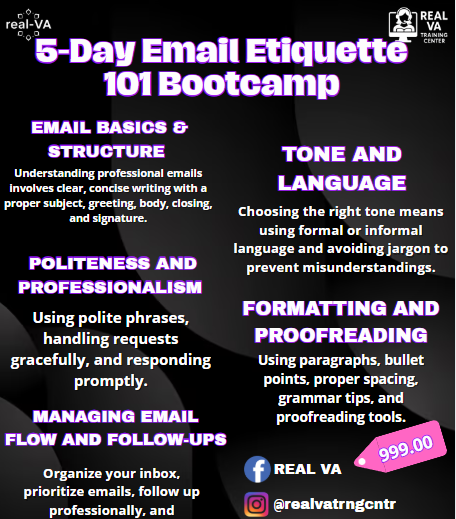 real-VA
REAL
VA
TRAINING
CENTER
5-Day Email Etiquette
101 Bootcamp
EMAIL BASICS &
STRUCTURE
Understanding professional emails
involves clear, concise writing with a
proper subject, greeting, body, closing,
and signature.
POLITENESS AND
PROFESSIONALISM
Using polite phrases,
handling requests
gracefully, and responding
promptly.
MANAGING EMAIL
FLOW AND FOLLOW-UPS
Organize your inbox,
prioritize emails, follow up
professionally, and
TONE AND
LANGUAGE
Choosing the right tone means
using formal or informal
language and avoiding jargon to
prevent misunderstandings.
FORMATTING AND
PROOFREADING
Using paragraphs, bullet
points, proper spacing,
grammar tips, and
proofreading tools.
999.00
REAL VA
@realvatrngcntr